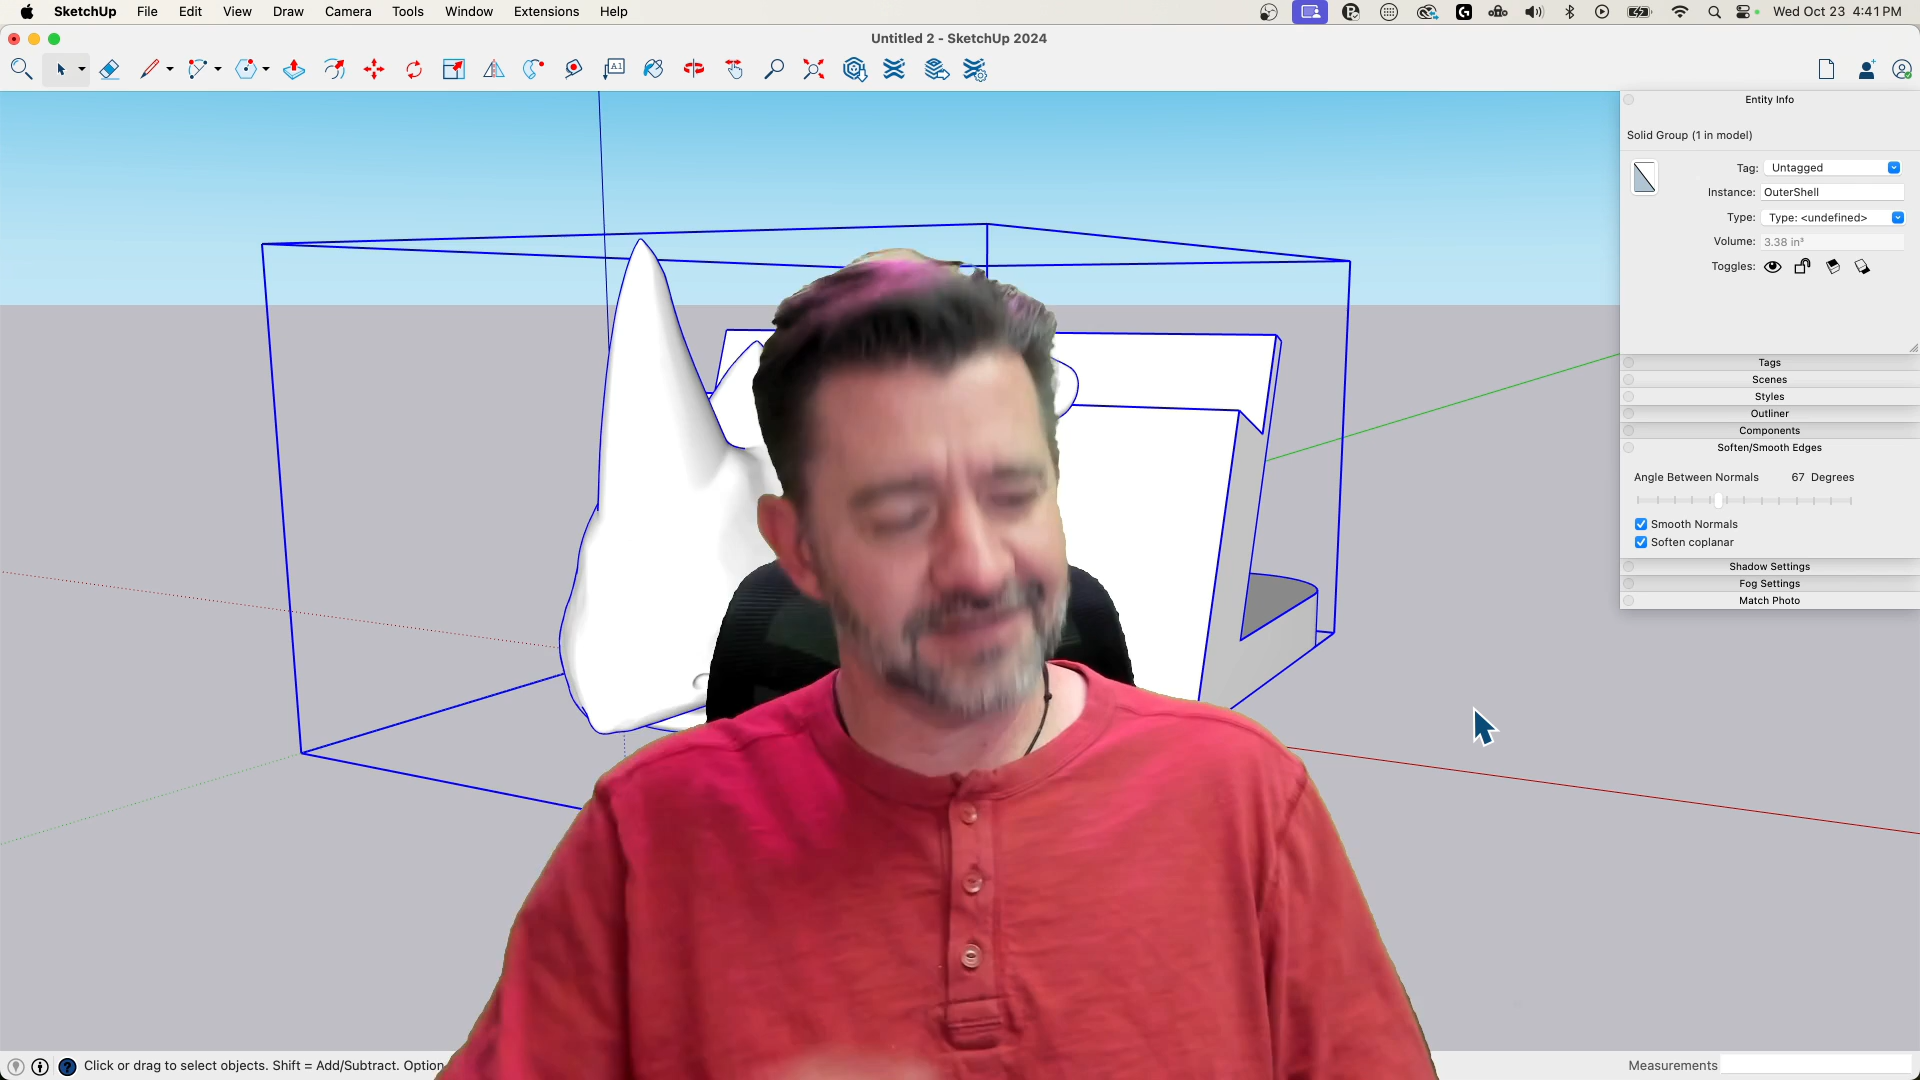 SketchUp File Edit View Draw Camera Tools Window Extensions Help
Wed Oct 23 4:41 PM
Untitled 2 - SketchUp 2024
A1
Entity Info
Solid Group (1 in model)
Tag: Untagged
Instance: OuterShell
Type: Type: <undefined>
Volume: 3.38 in³
Toggles:
Tags
Scenes
Styles
Outliner
Components
Soften/Smooth Edges
Angle Between Normals 67 Degrees
Smooth Normals
Soften coplanar
Shadow Settings
Fog Settings
Match Photo
Click or drag to select objects. Shift = Add/Subtract. Option
Measurements